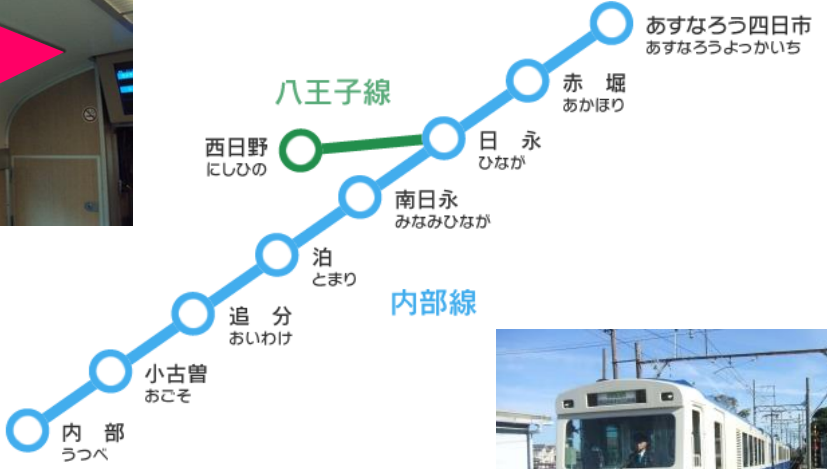 あすなろう四日市
あすなろうよっかいち
赤　堀
あかほり
八王子線
日　永
ひなが
西日野
にしひの
南日永
みなみひなが
泊
とまり
内部線
追　分
おいわけ
小古曽
おごそ
内　部
うつべ